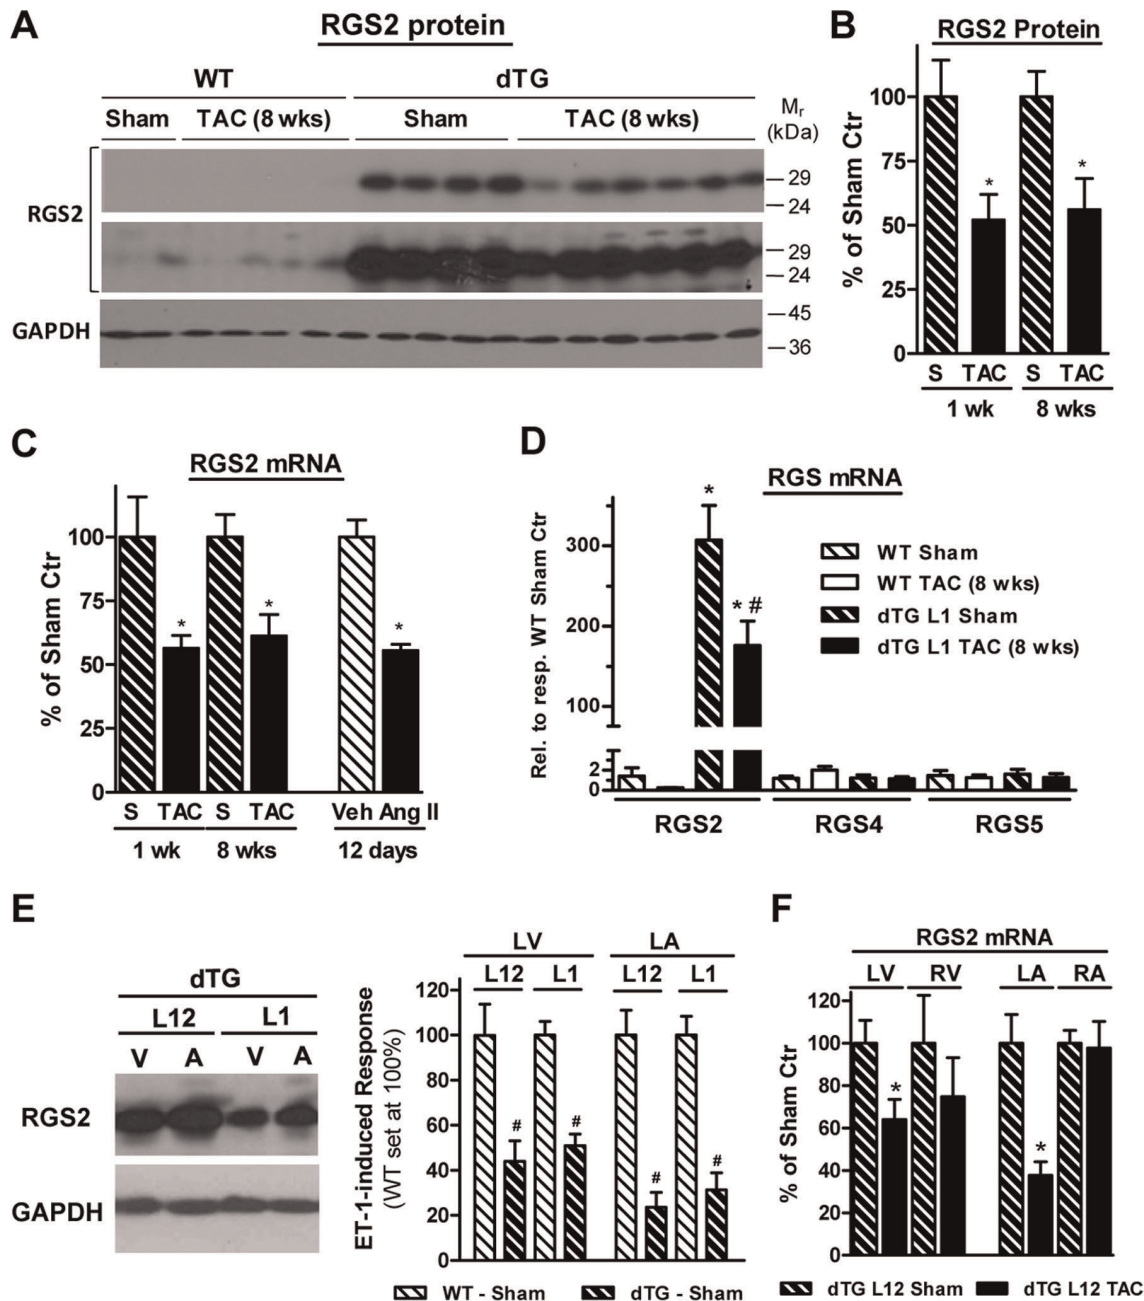 A
RGS2 protein
WT
dTG
Sham
TAC (8 wks)
Sham
TAC (8 wks)
Mr
(kDa)
RGS2
29
24
29
24
GAPDH
45
36
B
RGS2 Protein
% of Sham Ctr
100
75
50
25
0
*
*
S
TAC
S
TAC
1 wk
8 wks
C
RGS2 mRNA
% of Sham Ctr
100
75
50
25
0
*
*
*
S
TAC
S
TAC
Veh
Ang II
1 wk
8 wks
12 days
D
RGS mRNA
Rel. to resp. WT Sham Ctr
300
200
100
2
0
*
* #
WT Sham
WT TAC (8 wks)
dTG L1 Sham
dTG L1 TAC (8 wks)
RGS2
RGS4
RGS5
E
dTG
L12
L1
V
A
V
A
RGS2
GAPDH
ET-1-induced Response
(WT set at 100%)
LV
LA
L12
L1
L12
L1
120
100
80
60
40
20
0
#
#
#
#
WT - Sham
dTG - Sham
F
RGS2 mRNA
LV
RV
LA
RA
% of Sham Ctr
120
100
80
60
40
20
0
*
*
dTG L12 Sham
dTG L12 TAC